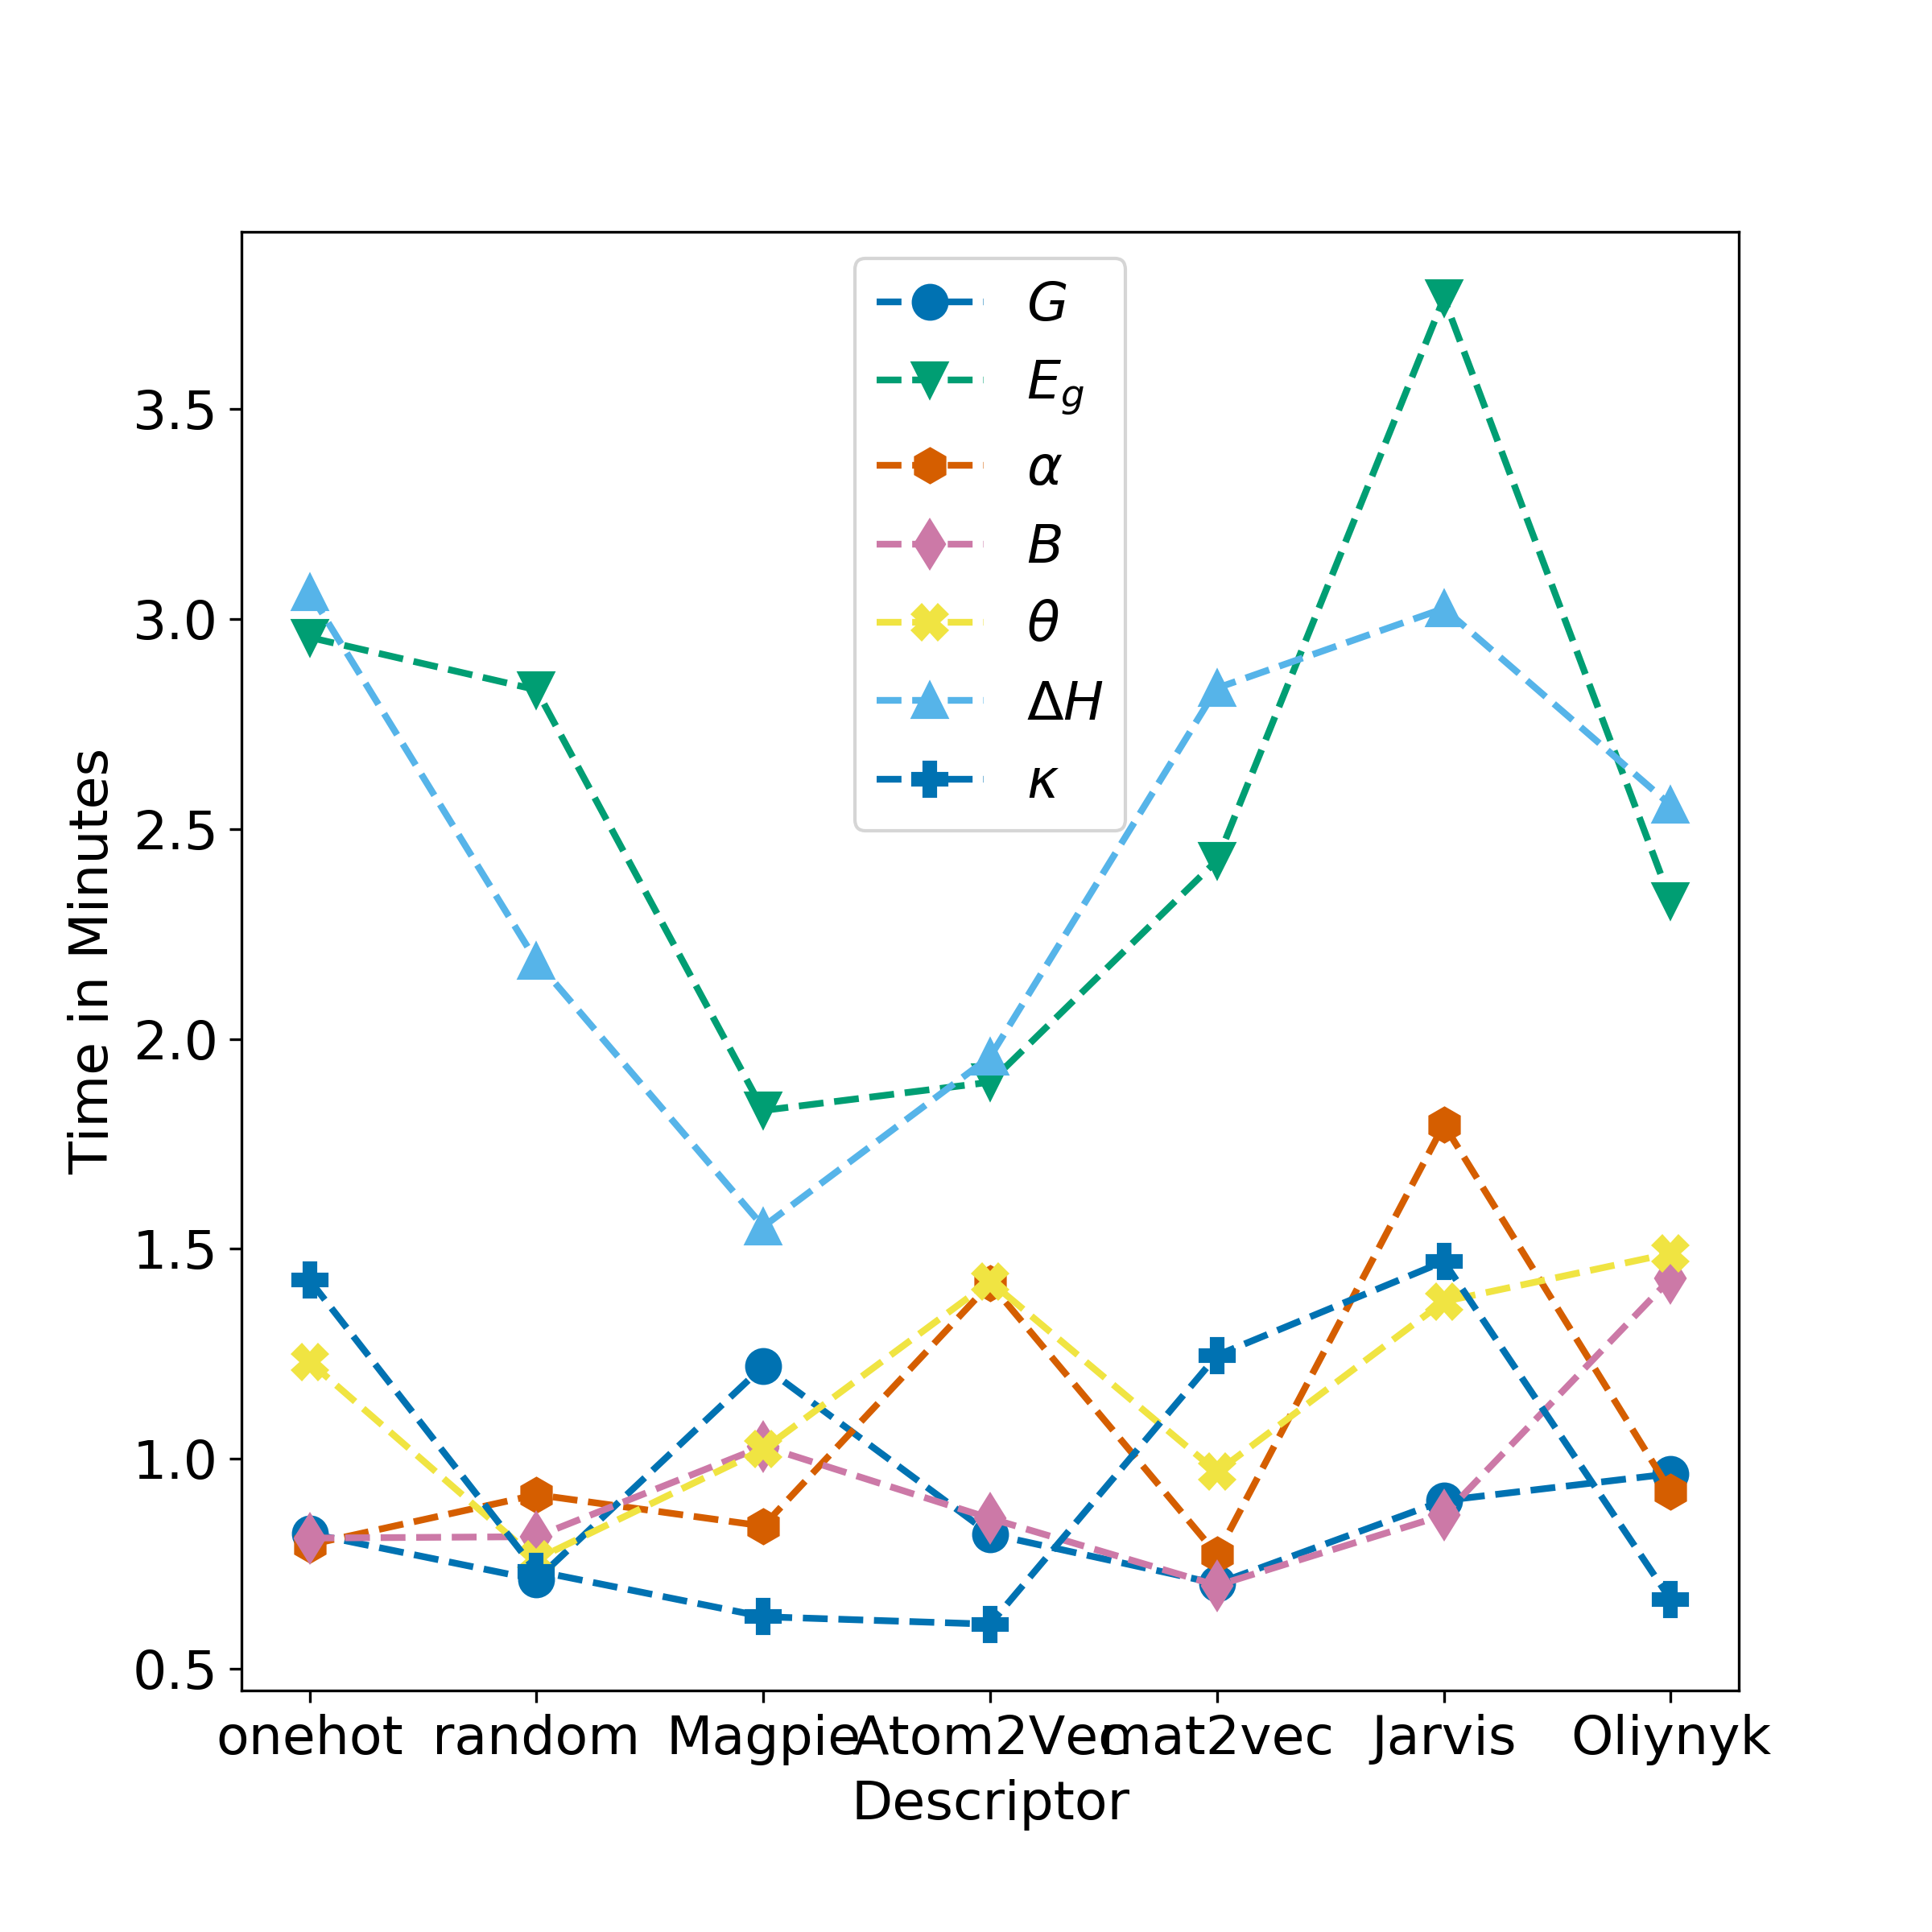 G
E_g
α
B
θ
ΔH
κ
3.5
3.0
2.5
2.0
1.5
1.0
0.5
Time in Minutes
onehot random Magpie Atom2Vec mat2vec Jarvis Oliynyk
Descriptor